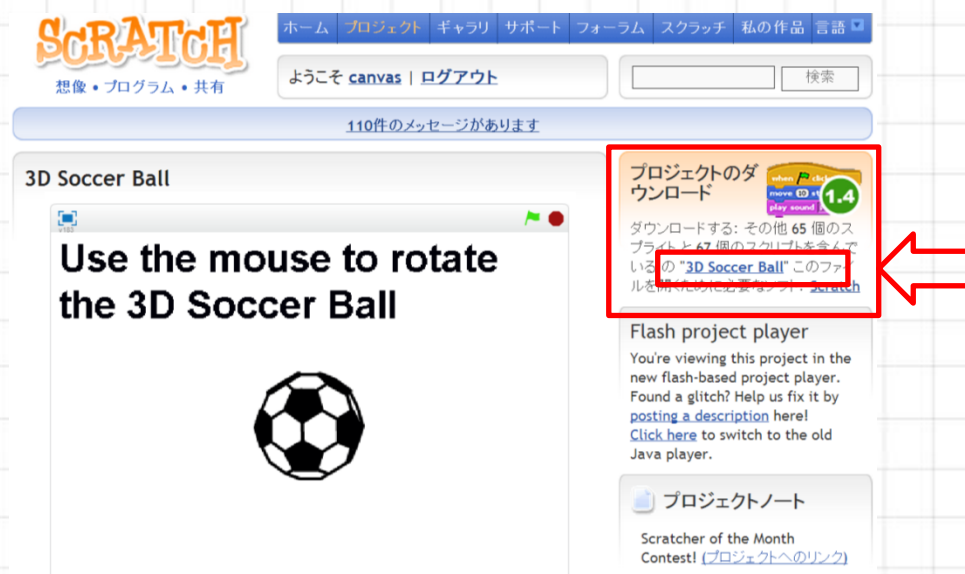 SCRATCH
想像 • プログラム • 共有
ホーム プロジェクト ギャラリ サポート フォーラム スクラッチ 私の作品 言語
ようこそ canvas | ログアウト
検索
110件のメッセージがあります
3D Soccer Ball
Use the mouse to rotate
the 3D Soccer Ball
プロジェクトのダ
ウンロード
when click
move 10 st
play sound
1.4
ダウンロードする: その他 65 個のス
プライトと 67 個のスクリプトを含んで
いる の "3D Soccer Ball" このファイ
ルを開くために必要なソフト: Scratch
Flash project player
You're viewing this project in the
new flash-based project player.
Found a glitch? Help us fix it by
posting a description here!
Click here to switch to the old
Java player.
プロジェクトノート
Scratcher of the Month
Contest! (プロジェクトへのリンク)